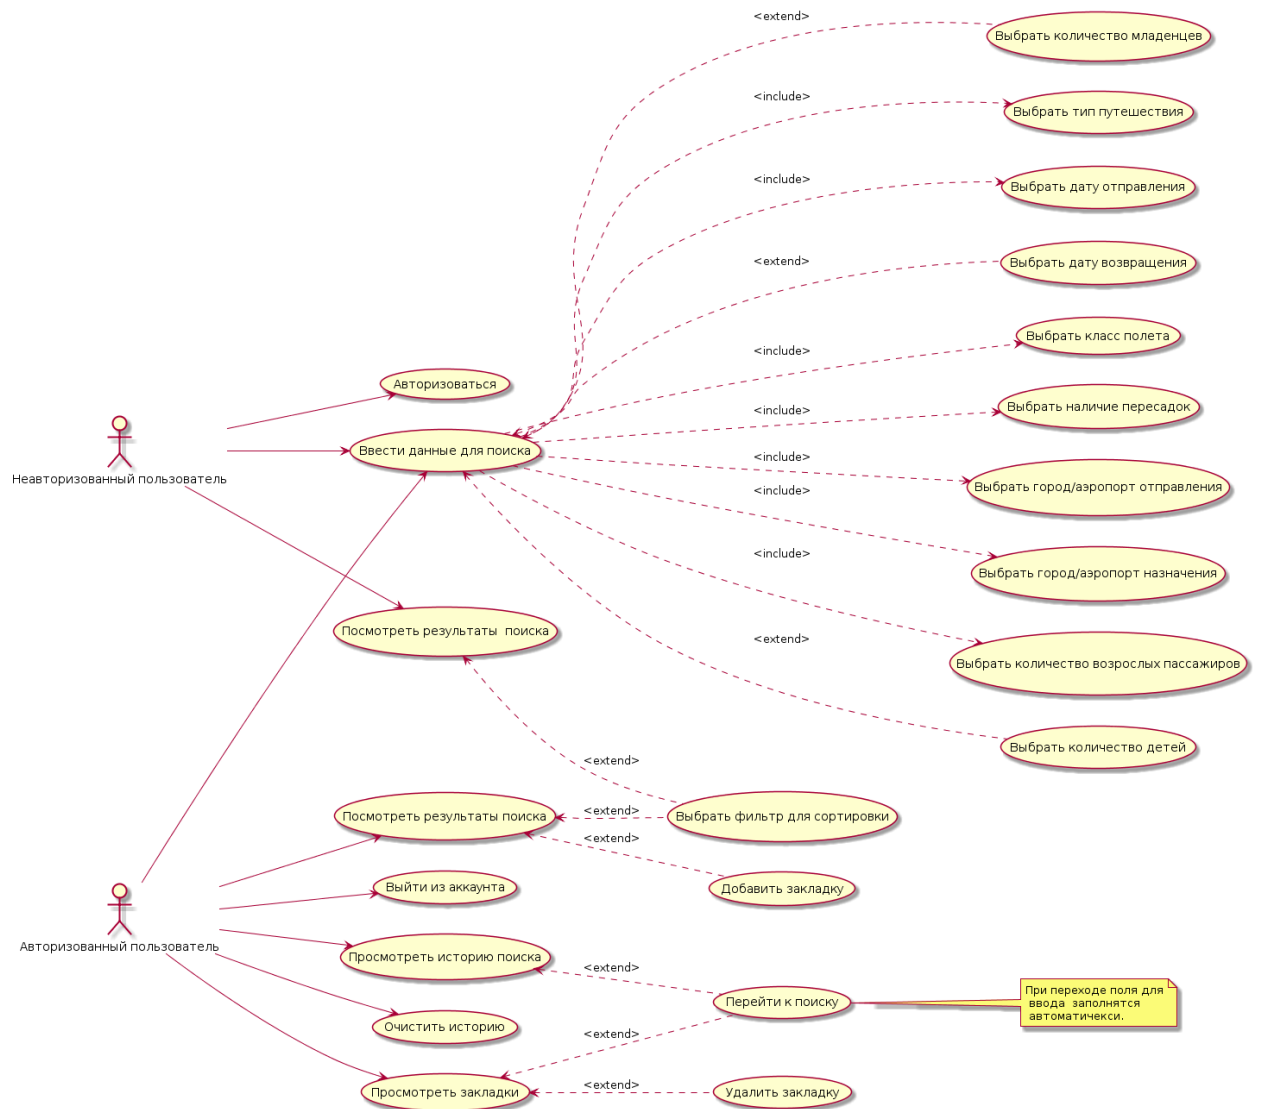 <extend>
Выбрать количество младенцев
<include>
Выбрать тип путешествия
<include>
Выбрать дату отправления
<extend>
Выбрать дату возвращения
<include>
Выбрать класс полета
Авторизоваться
<include>
Выбрать наличие пересадок
Ввести данные для поиска
<include>
Неавторизованный пользователь
Выбрать город/аэропорт отправления
<include>
<include>
Выбрать город/аэропорт назначения
Посмотреть результаты  поиска
<extend>
Выбрать количество возрослых пассажиров
Выбрать количество детей
<extend>
Посмотреть результаты поиска
<extend>
Выбрать фильтр для сортировки
<extend>
Выйти из аккаунта
Добавить закладку
Авторизованный пользователь
Просмотреть историю поиска
<extend>
Перейти к поиску
При переходе поля для
ввода  заполнятся
автоматичекси.
Очистить историю
<extend>
Просмотреть закладки
<extend>
Удалить закладку